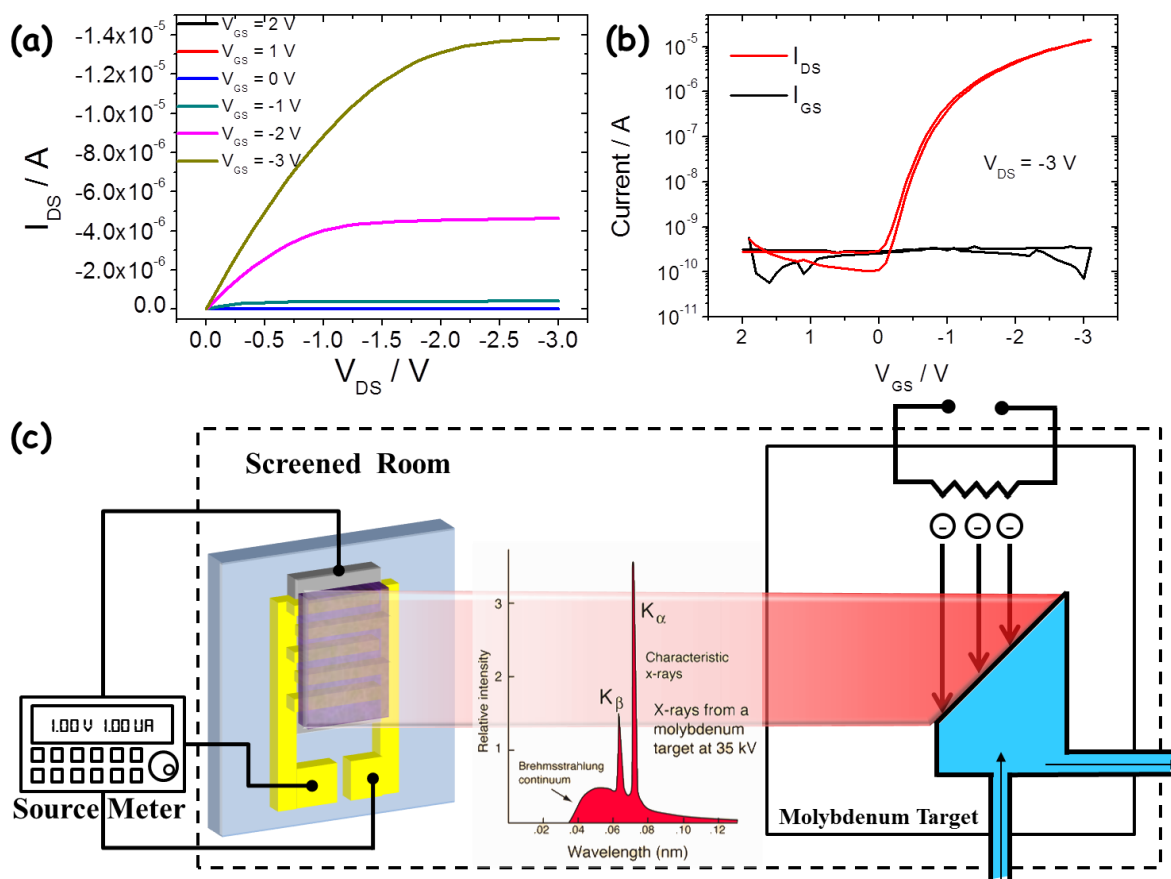 (a)
V_GS = 2 V
V_GS = 1 V
V_GS = 0 V
V_GS = -1 V
V_GS = -2 V
V_GS = -3 V
-1.4x10^-5
-1.2x10^-5
-1.0x10^-5
-8.0x10^-6
-6.0x10^-6
-4.0x10^-6
-2.0x10^-6
0.0
I_DS / A
0.0 -0.5 -1.0 -1.5 -2.0 -2.5 -3.0
V_DS / V
(b)
I_DS
I_GS
V_DS = -3 V
10^-5
10^-6
10^-7
10^-8
10^-9
10^-10
10^-11
Current / A
2 1 0 -1 -2 -3
V_GS / V
(c)
Screened Room
1.00 V 1.00 UA
Source Meter
Relative intensity
3
2
1
K_α
K_β
Characteristic
x-rays
X-rays from a
molybdenum
target at 35 kV
Brehmsstrahlung
continuum
.02 .04 .06 .08 .10 .12
Wavelength (nm)
- - -
Molybdenum Target